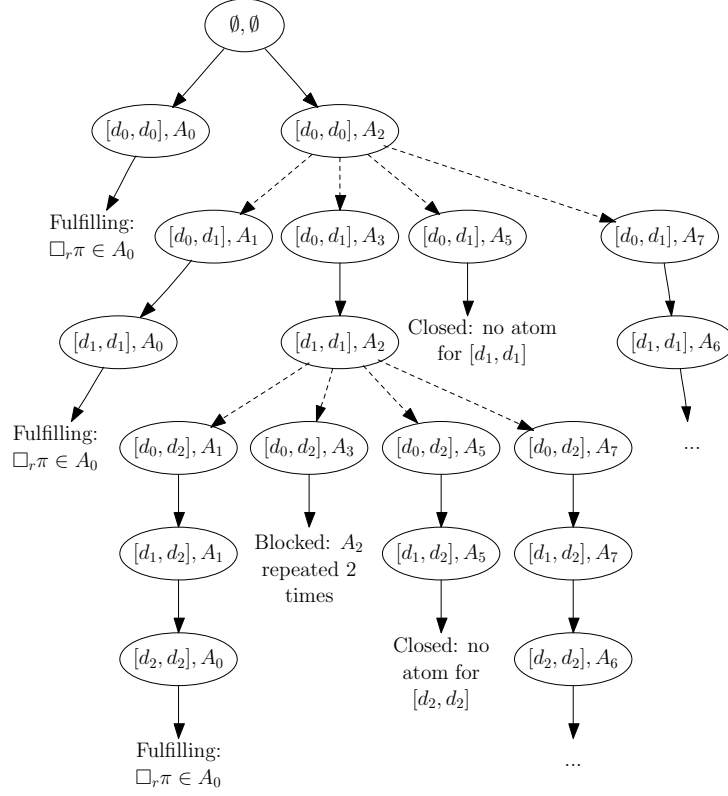 ∅, ∅
[d₀, d₀], A₀
[d₀, d₀], A₂
Fulfilling:
□ᵣπ ∈ A₀
[d₀, d₁], A₁
[d₀, d₁], A₃
[d₀, d₁], A₅
[d₀, d₁], A₇
[d₁, d₁], A₀
[d₁, d₁], A₂
Closed: no atom
for [d₁, d₁]
[d₁, d₁], A₆
Fulfilling:
□ᵣπ ∈ A₀
[d₀, d₂], A₁
[d₀, d₂], A₃
[d₀, d₂], A₅
[d₀, d₂], A₇
...
[d₁, d₂], A₁
Blocked: A₂
repeated 2
times
[d₁, d₂], A₅
[d₁, d₂], A₇
[d₂, d₂], A₀
Closed: no
atom for
[d₂, d₂]
[d₂, d₂], A₆
Fulfilling:
□ᵣπ ∈ A₀
...